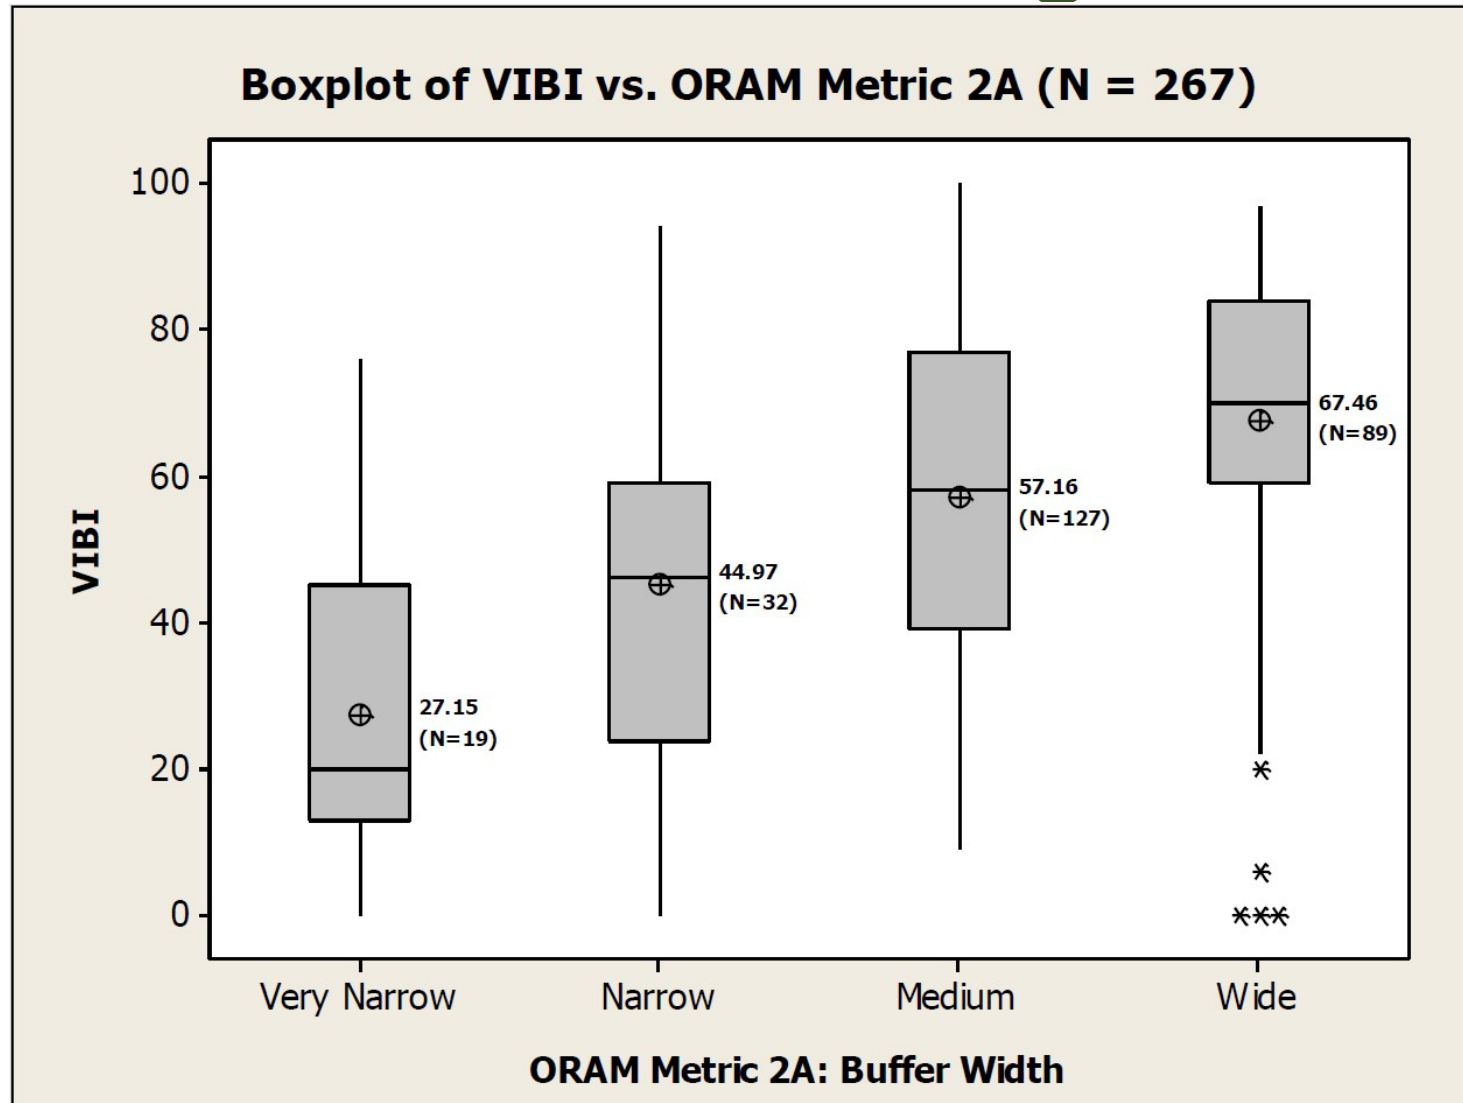 Boxplot of VIBI vs. ORAM Metric 2A (N = 267)
100
80
60
40
20
0
VIBI
27.15
(N=19)
44.97
(N=32)
57.16
(N=127)
67.46
(N=89)
Very Narrow
Narrow
Medium
Wide
ORAM Metric 2A: Buffer Width